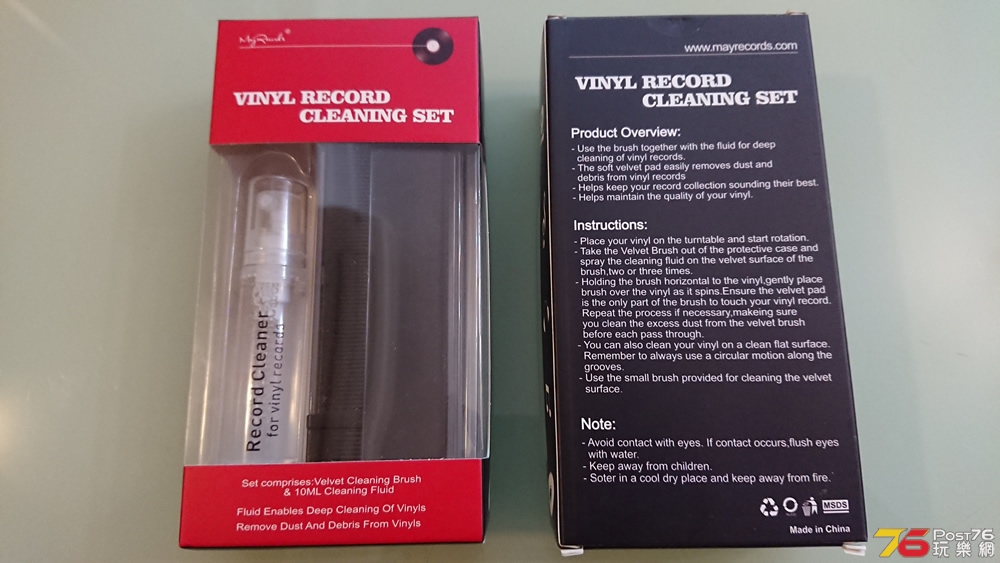 MayRecords®
VINYL RECORD
CLEANING SET
Record Cleaner
for vinyl records
Set comprises:Velvet Cleaning Brush
& 10ML Cleaning Fluid
Fluid Enables Deep Cleaning Of Vinyls
Remove Dust And Debris From Vinyls
www.mayrecords.com
VINYL RECORD
CLEANING SET
Product Overview:
- Use the brush together with the fluid for deep
cleaning of vinyl records.
- The soft velvet pad easily removes dust and
debris from vinyl records
- Helps keep your record collection sounding their best.
- Helps maintain the quality of your vinyl.
Instructions:
- Place your vinyl on the turntable and start rotation.
- Take the Velvet Brush out of the protective case and
spray the cleaning fluid on the velvet surface of the
brush,two or three times.
- Holding the brush horizontal to the vinyl,gently place
brush over the vinyl as it spins.Ensure the velvet pad
is the only part of the brush to touch your vinyl record.
Repeat the process if necessary,makeing sure
you clean the excess dust from the velvet brush
before each pass through.
- You can also clean your vinyl on a clean flat surface.
Remember to always use a circular motion along the
grooves.
- Use the small brush provided for cleaning the velvet
surface.
Note:
- Avoid contact with eyes. If contact occurs,flush eyes
with water.
- Keep away from children.
- Soter in a cool dry place and keep away from fire.
MSDS
Made in China
76 Post76
玩樂網